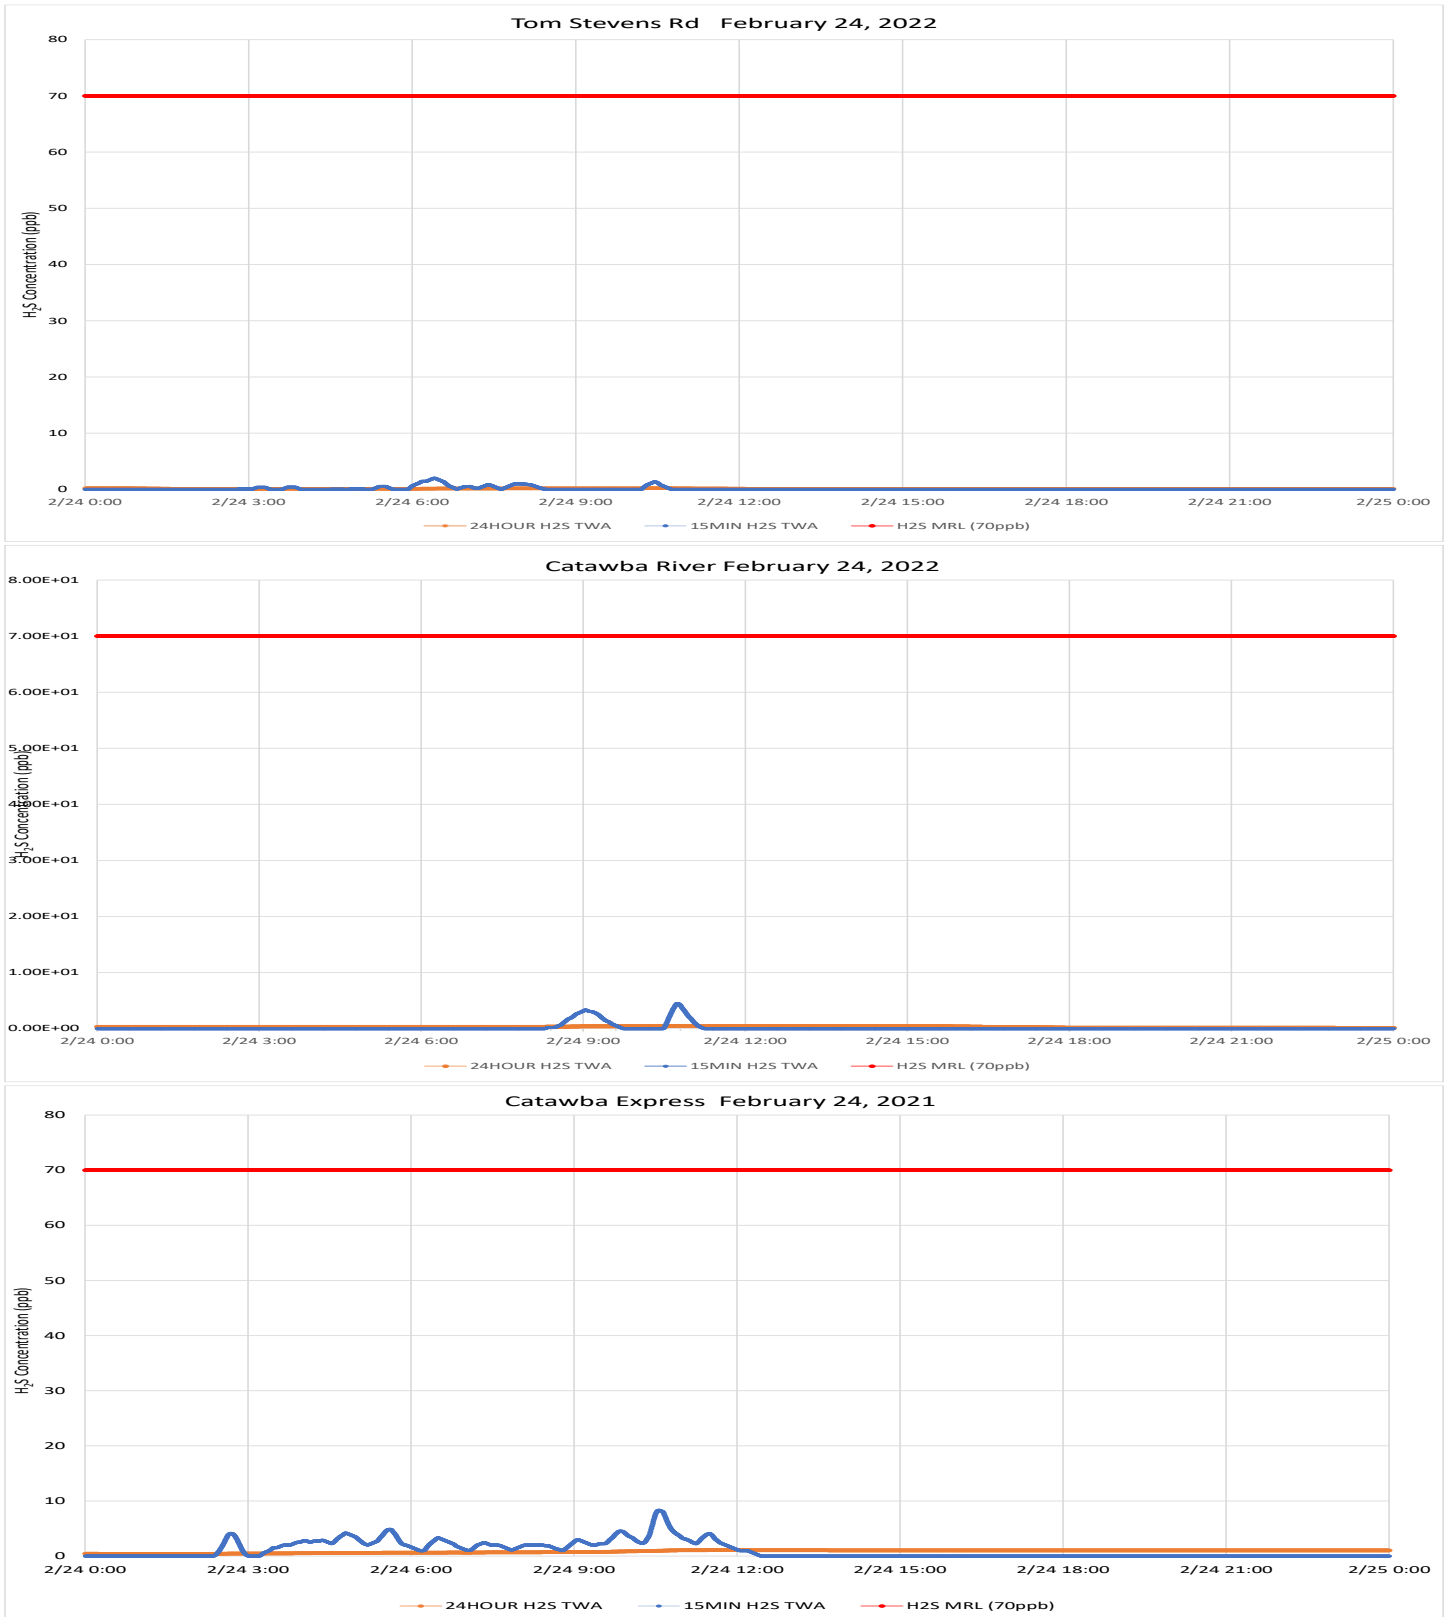 Tom Stevens Rd   February 24, 2022
80
70
60
50
40
30
20
10
0
H2S Concentration (ppb)
2/24 0:00 2/24 3:00 2/24 6:00 2/24 9:00 2/24 12:00 2/24 15:00 2/24 18:00 2/24 21:00 2/25 0:00
24HOUR H2S TWA 15MIN H2S TWA H2S MRL (70ppb)
Catawba River February 24, 2022
8.00E+01
7.00E+01
6.00E+01
5.00E+01
4.00E+01
3.00E+01
2.00E+01
1.00E+01
0.00E+00
H2S Concentration (ppb)
2/24 0:00 2/24 3:00 2/24 6:00 2/24 9:00 2/24 12:00 2/24 15:00 2/24 18:00 2/24 21:00 2/25 0:00
24HOUR H2S TWA 15MIN H2S TWA H2S MRL (70ppb)
Catawba Express  February 24, 2021
80
70
60
50
40
30
20
10
0
H2S Concentration (ppb)
2/24 0:00 2/24 3:00 2/24 6:00 2/24 9:00 2/24 12:00 2/24 15:00 2/24 18:00 2/24 21:00 2/25 0:00
24HOUR H2S TWA 15MIN H2S TWA H2S MRL (70ppb)